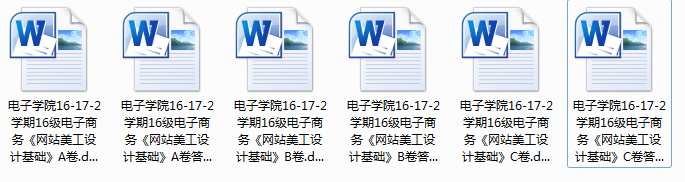 电子学院16-17-2
学期16级电子商
务《网站美工设
计基础》A卷.d...
电子学院16-17-2
学期16级电子商
务《网站美工设
计基础》A卷答...
电子学院16-17-2
学期16级电子商
务《网站美工设
计基础》B卷.d...
电子学院16-17-2
学期16级电子商
务《网站美工设
计基础》B卷答...
电子学院16-17-2
学期16级电子商
务《网站美工设
计基础》C卷.d...
电子学院16-17-2
学期16级电子商
务《网站美工设
计基础》C卷答...